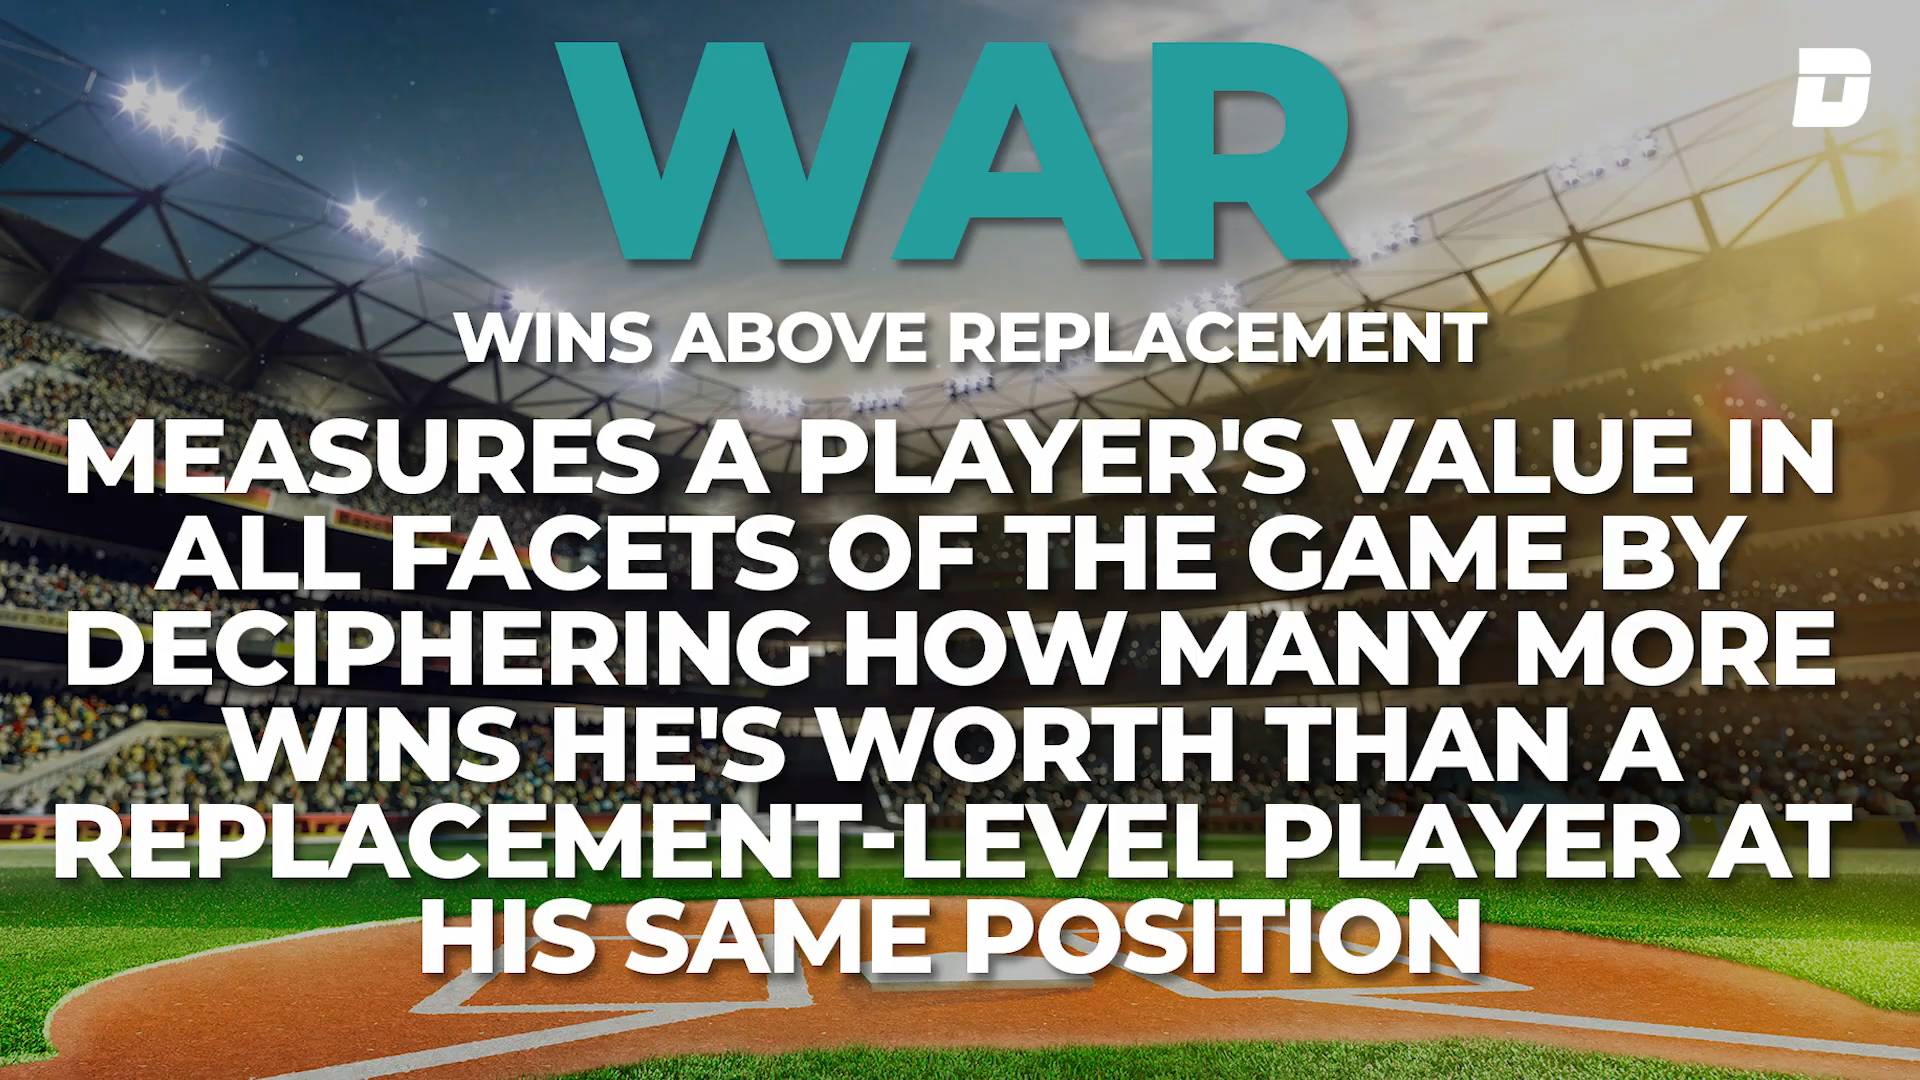 WAR
WINS ABOVE REPLACEMENT
MEASURES A PLAYER'S VALUE IN
ALL FACETS OF THE GAME BY
DECIPHERING HOW MANY MORE
WINS HE'S WORTH THAN A
REPLACEMENT-LEVEL PLAYER AT
HIS SAME POSITION